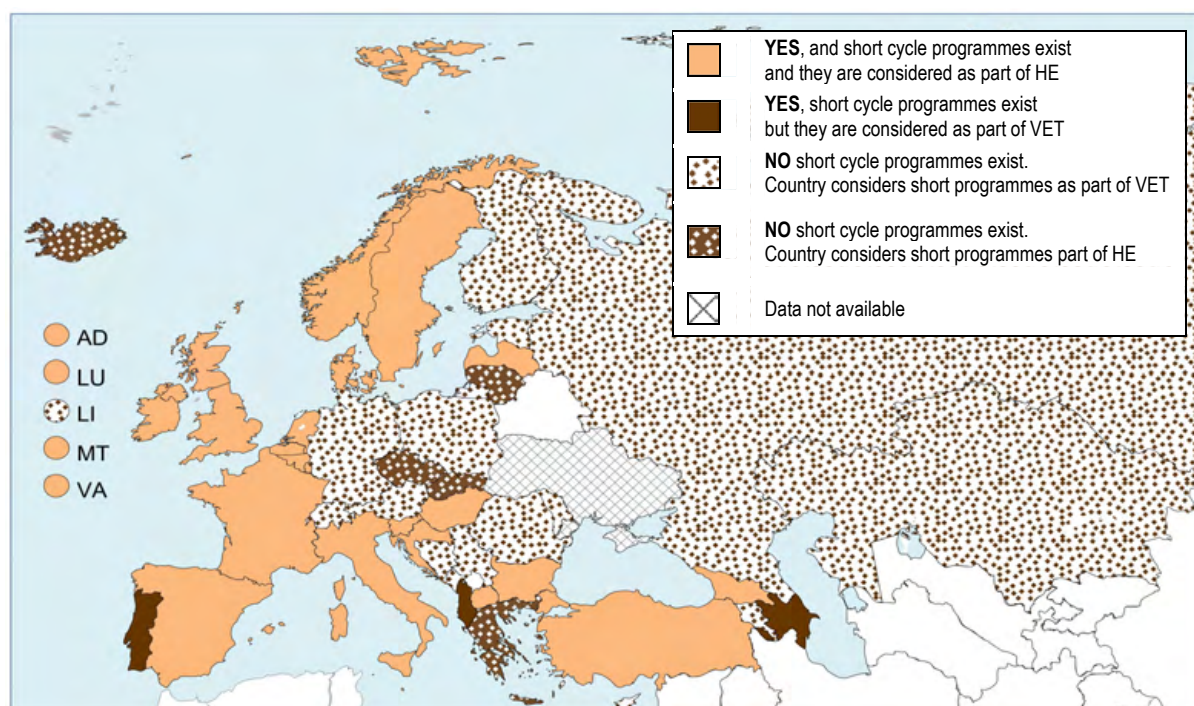 YES, and short cycle programmes exist
and they are considered as part of HE
YES, short cycle programmes exist
but they are considered as part of VET
NO short cycle programmes exist.
Country considers short programmes as part of VET
NO short cycle programmes exist.
Country considers short programmes part of HE
Data not available
AD
LU
LI
MT
VA